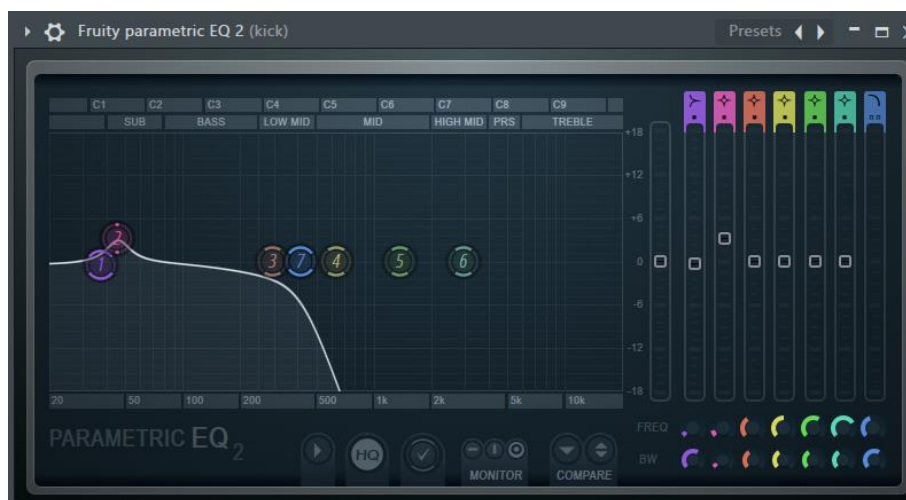 Fruity parametric EQ 2 (kick) Presets
C1 C2 C3 C4 C5 C6 C7 C8 C9
SUB BASS LOW MID MID HIGH MID PRS TREBLE
+18
+12
+6
0
-6
-12
-18
2
1 3 7 4 5 6
20 50 100 200 500 1k 2k 5k 10k
FREQ
BW
PARAMETRIC EQ 2
HQ
MONITOR COMPARE